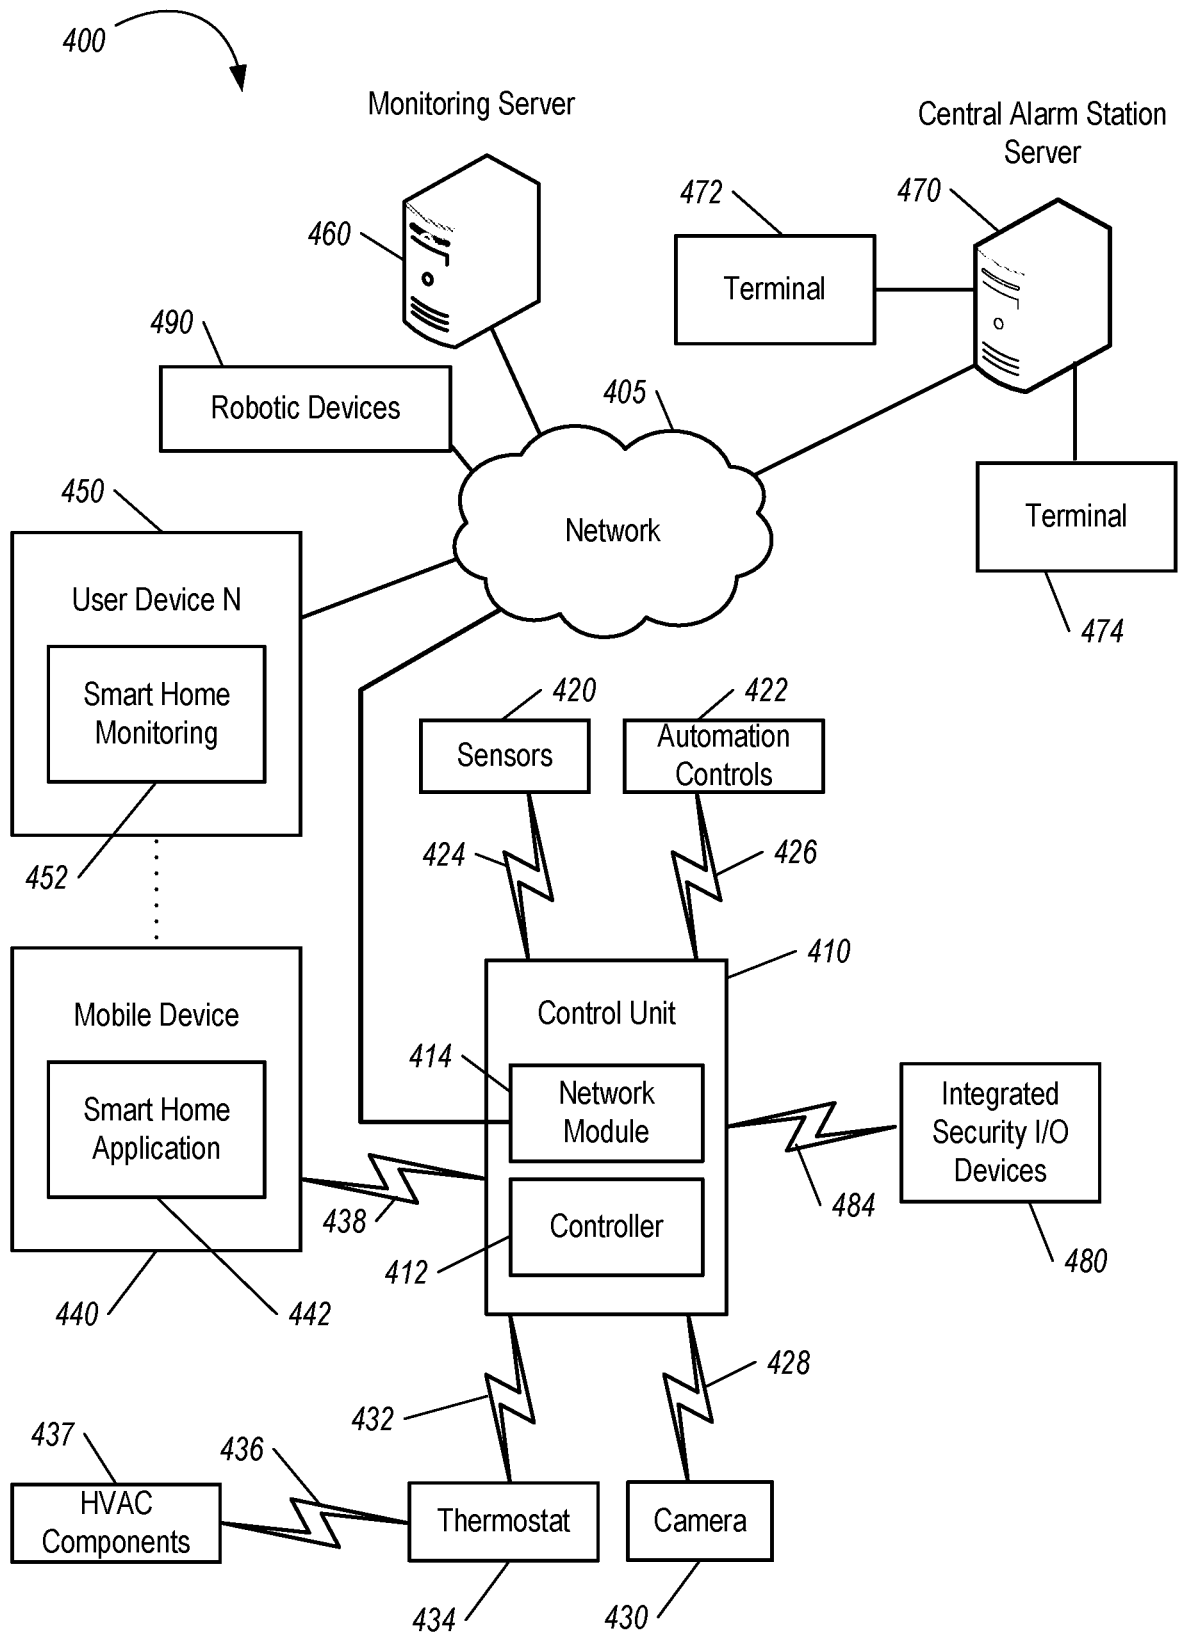 400
Monitoring Server
Central Alarm Station
Server
472
470
460
Terminal
490
405
Robotic Devices
450
Network
Terminal
User Device N
474
Smart Home
Monitoring
420
422
Sensors
Automation
Controls
452
424
426
410
Mobile Device
Control Unit
414
Network
Module
Integrated
Security I/O
Devices
Smart Home
Application
438
484
Controller
412
480
440
442
428
432
437
436
HVAC
Components
Thermostat
Camera
434
430